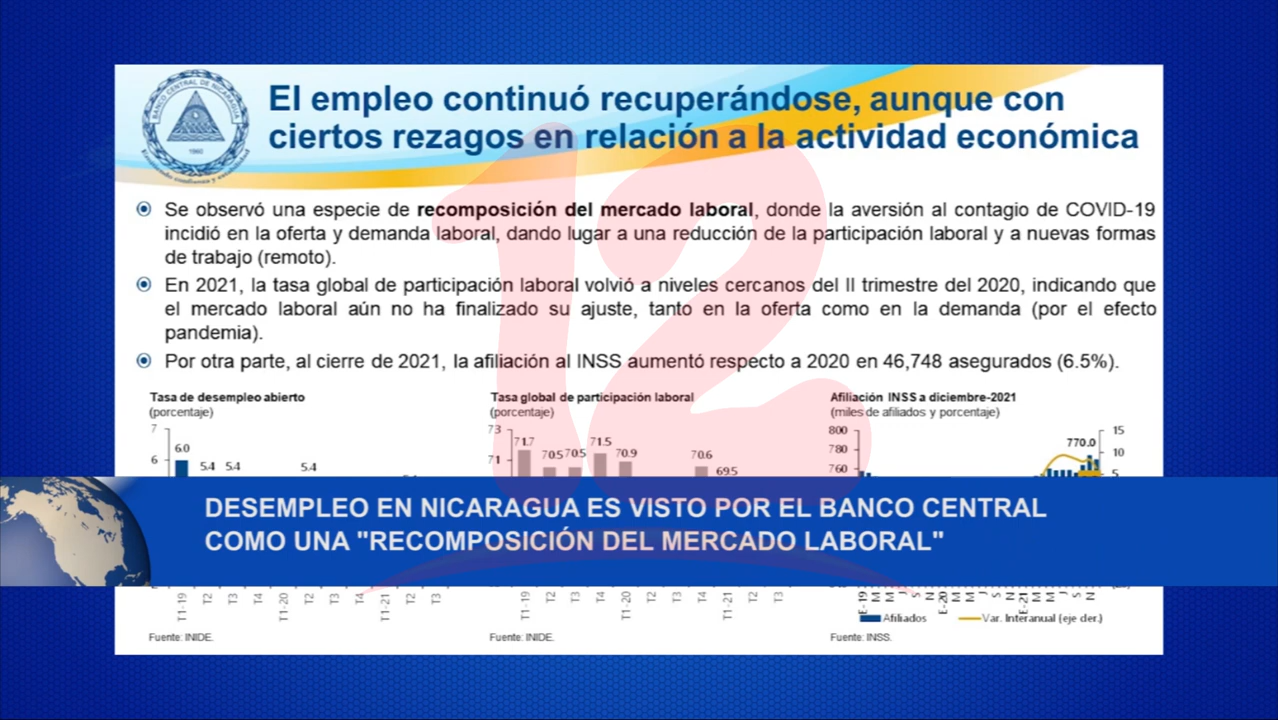 BANCO CENTRAL DE NICARAGUA
1960
El empleo continuó recuperándose, aunque con
ciertos rezagos en relación a la actividad económica
Se observó una especie de recomposición del mercado laboral, donde la aversión al contagio de COVID-19
incidió en la oferta y demanda laboral, dando lugar a una reducción de la participación laboral y a nuevas formas
de trabajo (remoto).
En 2021, la tasa global de participación laboral volvió a niveles cercanos del II trimestre del 2020, indicando que
el mercado laboral aún no ha finalizado su ajuste, tanto en la oferta como en la demanda (por el efecto
pandemia).
Por otra parte, al cierre de 2021, la afiliación al INSS aumentó respecto a 2020 en 46,748 asegurados (6.5%).
12
Tasa de desempleo abierto
(porcentaje)
7
6
6.0
5.4
5.4
5.4
T1-19
T2
T3
T4
T1-20
T2
T3
T4
T1-21
T2
T3
Fuente: INIDE.
Tasa global de participación laboral
(porcentaje)
73
71
71.7
70.5
70.5
71.5
70.9
70.6
69.5
T1-19
T2
T3
T4
T1-20
T2
T3
T4
T1-21
T2
T3
Fuente: INIDE.
Afiliación INSS a diciembre-2021
(miles de afiliados y porcentaje)
800
780
760
770.0
15
10
5
E-19
M
M
J
S
N
E-20
M
M
J
S
N
E-21
M
M
J
S
N
Afiliados
Var. Interanual (eje der.)
Fuente: INSS.
DESEMPLEO EN NICARAGUA ES VISTO POR EL BANCO CENTRAL
COMO UNA "RECOMPOSICIÓN DEL MERCADO LABORAL"